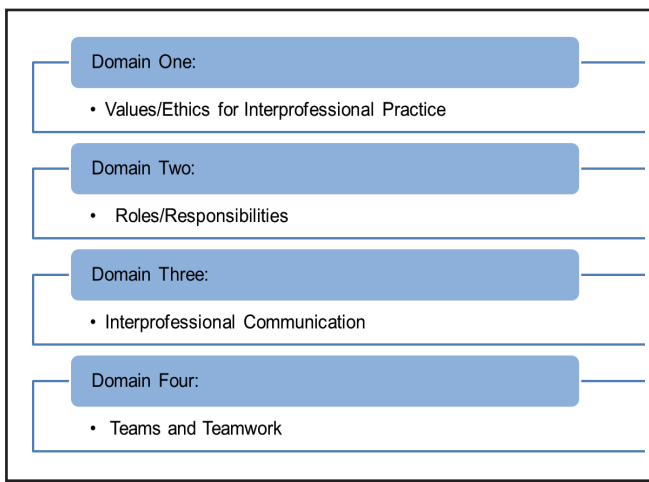 Domain One:
• Values/Ethics for Interprofessional Practice
Domain Two:
• Roles/Responsibilities
Domain Three:
• Interprofessional Communication
Domain Four:
• Teams and Teamwork